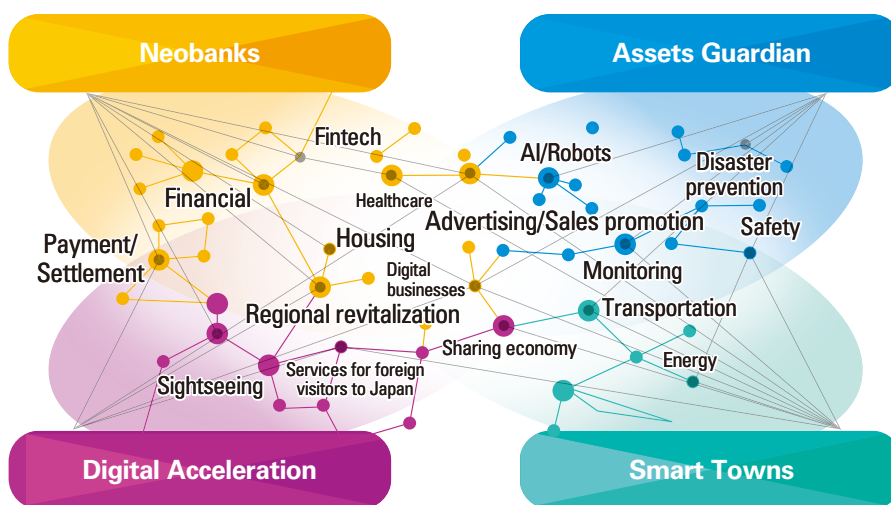 Neobanks
Assets Guardian
Fintech
AI/Robots
Disaster
prevention
Financial
Healthcare
Advertising/Sales promotion
Safety
Payment/
Settlement
Housing
Monitoring
Digital
businesses
Regional revitalization
Transportation
Sharing economy
Energy
Sightseeing
Services for foreign
visitors to Japan
Digital Acceleration
Smart Towns